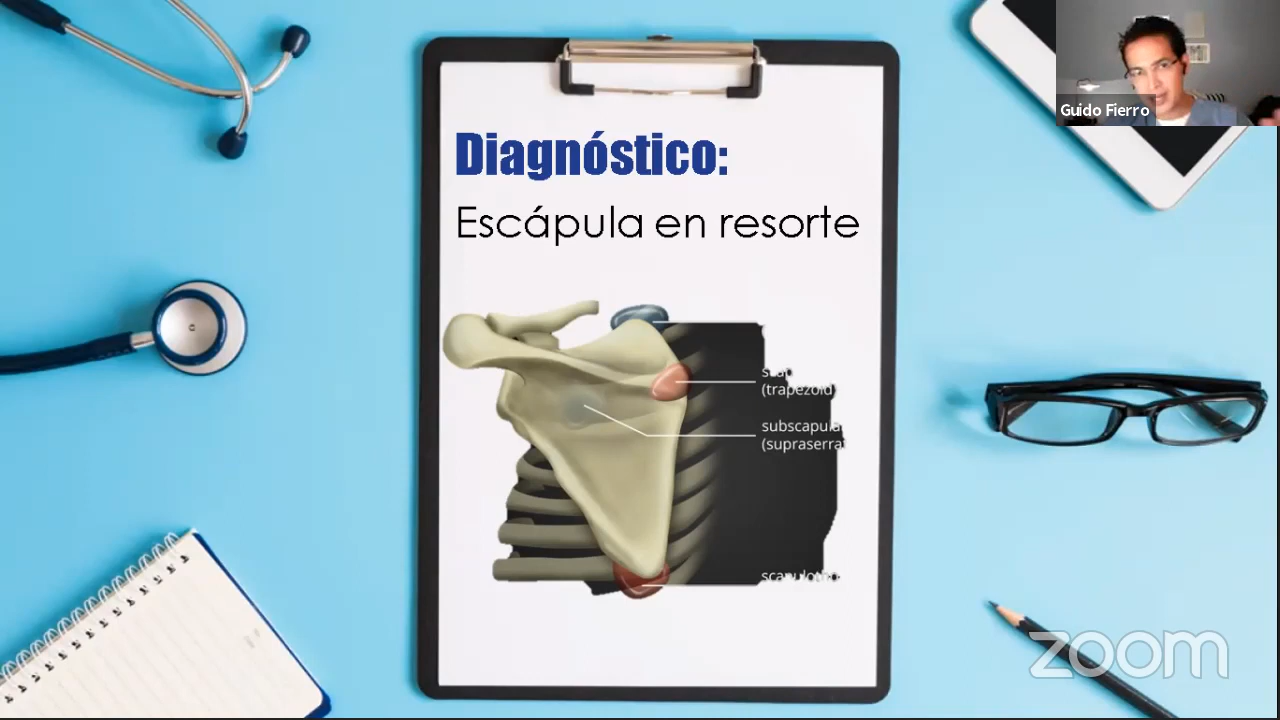 Diagnóstico:
Escápula en resorte
(trapezoid)
subscapula
(supraserra
Guido Fierro
zoom